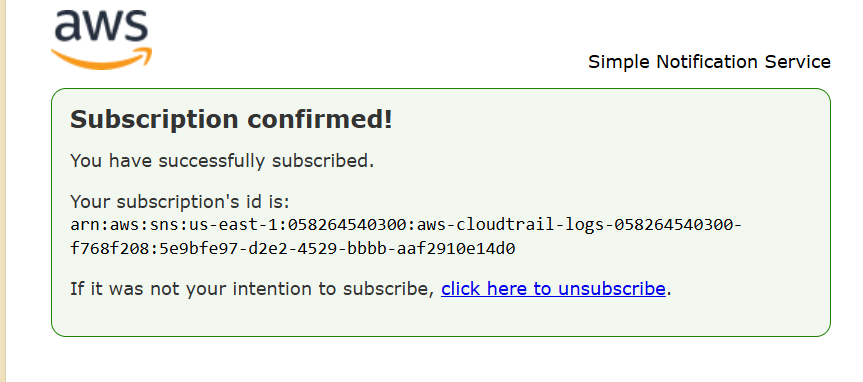 aws
Simple Notification Service
Subscription confirmed!
You have successfully subscribed.
Your subscription's id is:
arn:aws:sns:us-east-1:058264540300:aws-cloudtrail-logs-058264540300-
f768f208:5e9bfe97-d2e2-4529-bbbb-aaf2910e14d0
If it was not your intention to subscribe, click here to unsubscribe.